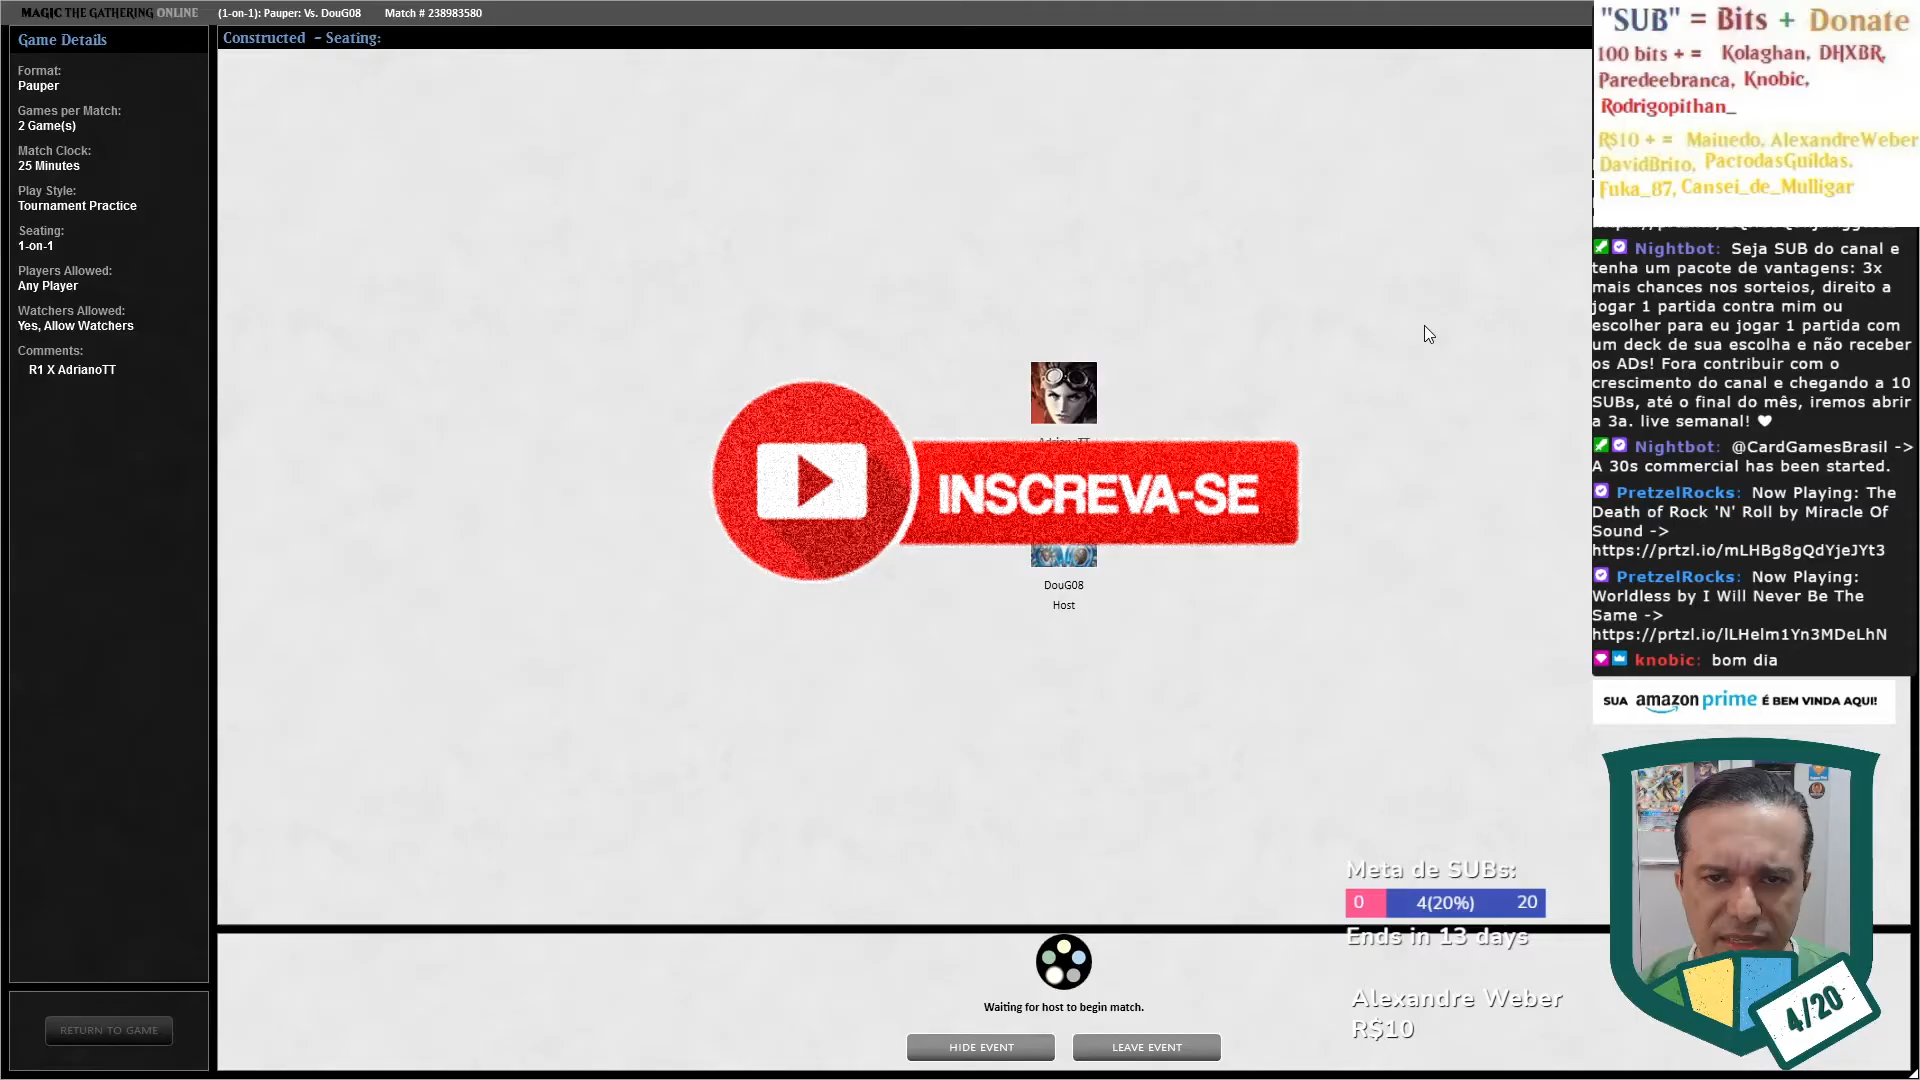 MAGIC THE GATHERING ONLINE
(1-on-1): Pauper: Vs. DouG08 Match # 238983580
Game Details
Format:
Pauper
Games per Match:
2 Game(s)
Match Clock:
25 Minutes
Play Style:
Tournament Practice
Seating:
1-on-1
Players Allowed:
Any Player
Watchers Allowed:
Yes, Allow Watchers
Comments:
R1 X AdrianoTT
RETURN TO GAME
Constructed – Seating:
AdrianoTT
INSCREVA-SE
DouG08
Host
Waiting for host to begin match.
HIDE EVENT
LEAVE EVENT
"SUB" = Bits + Donate
100 bits + = Kolaghan, DHXBR,
Paredeebranca, Knobic,
Rodrigopithan_
R$10 + = Maiuedo, AlexandreWeber
DavidBrito, PactodasGuildas,
Fuka_87, Cansei_de_Mulligar
Nightbot: Seja SUB do canal e
tenha um pacote de vantagens: 3x
mais chances nos sorteios, direito a
jogar 1 partida contra mim ou
escolher para eu jogar 1 partida com
um deck de sua escolha e não receber
os ADs! Fora contribuir com o
crescimento do canal e chegando a 10
SUBs, até o final do mês, iremos abrir
a 3a. live semanal! ♥
Nightbot: @CardGamesBrasil ->
A 30s commercial has been started.
PretzelRocks: Now Playing: The
Death of Rock 'N' Roll by Miracle Of
Sound ->
https://prtzl.io/mLHBg8gQdYjeJYt3
PretzelRocks: Now Playing:
Worldless by I Will Never Be The
Same ->
https://prtzl.io/lLHelm1Yn3MDeLhN
knobic: bom dia
SUA amazon prime É BEM VINDA AQUI!
Meta de SUBs:
0 4(20%) 20
Ends in 13 days
Alexandre Weber
R$10
4/20